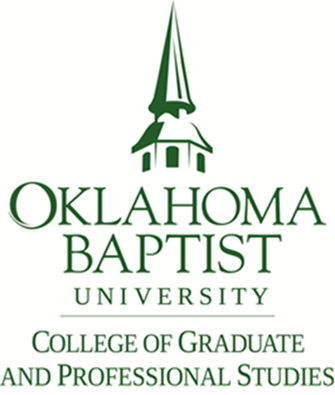 OKLAHOMA
BAPTIST
UNIVERSITY
COLLEGE OF GRADUATE
AND PROFESSIONAL STUDIES